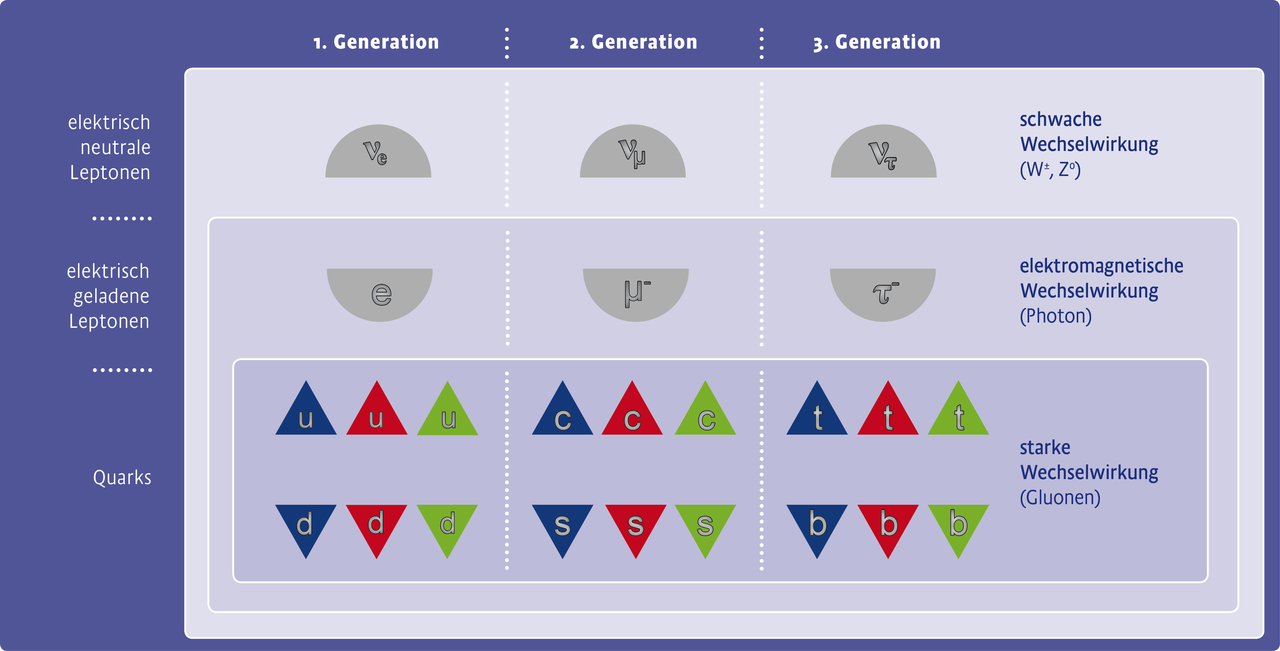 1. Generation
2. Generation
3. Generation
elektrisch
neutrale
Leptonen
νe
νμ
ντ
schwache
Wechselwirkung
(W±, Z⁰)
elektrisch
geladene
Leptonen
e
μ⁻
τ⁻
elektromagnetische
Wechselwirkung
(Photon)
Quarks
u u u
c c c
t t t
d d d
s s s
b b b
starke
Wechselwirkung
(Gluonen)